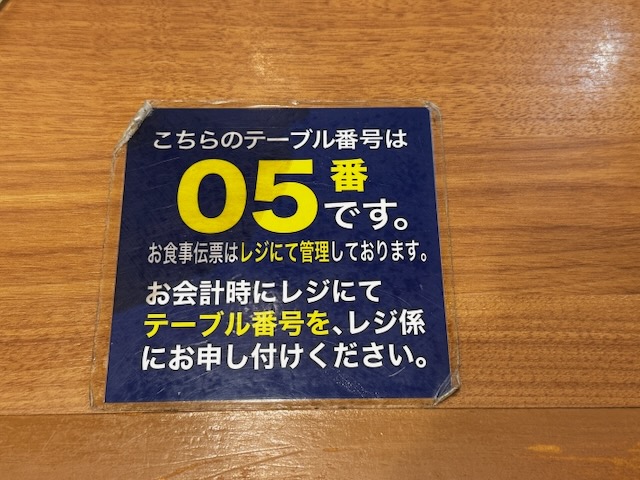 こちらのテーブル番号は
05番です。
お食事伝票はレジにて管理しております。
お会計時にレジにて
テーブル番号を、レジ係
にお申し付けください。